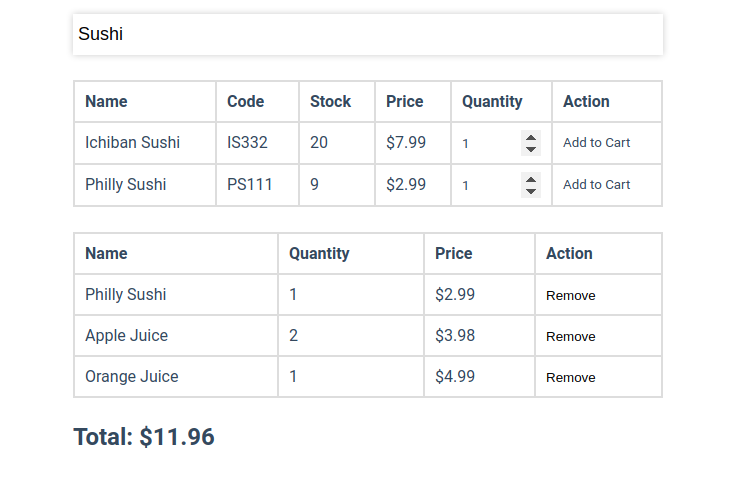 Sushi
Name Code Stock Price Quantity Action
Ichiban Sushi IS332 20 $7.99 1 Add to Cart
Philly Sushi PS111 9 $2.99 1 Add to Cart
Name Quantity Price Action
Philly Sushi 1 $2.99 Remove
Apple Juice 2 $3.98 Remove
Orange Juice 1 $4.99 Remove
Total: $11.96